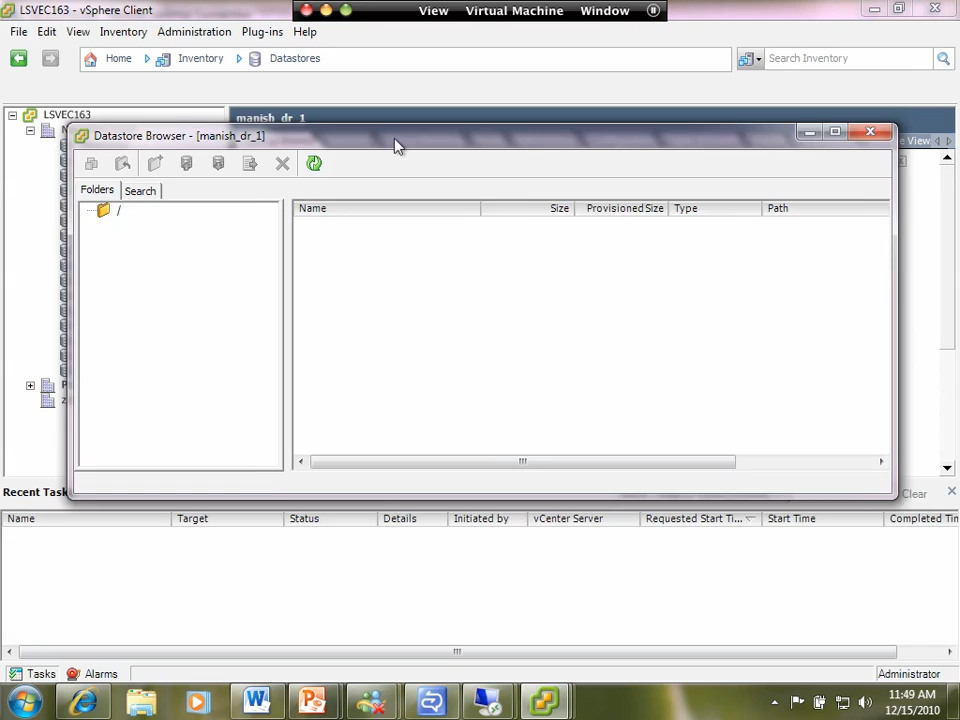 LSVEC163 - vSphere Client
View Virtual Machine Window
File Edit View Inventory Administration Plug-ins Help
Home Inventory Datastores
Search Inventory
LSVEC163
manish_dr_1
Datastore Browser - [manish_dr_1]
View
Folders Search
/
Name Size Provisioned Size Type Path
Clear
Name Target Status Details Initiated by vCenter Server Requested Start Ti... Start Time Completed Tin
Tasks Alarms
Administrator
11:49 AM
12/15/2010